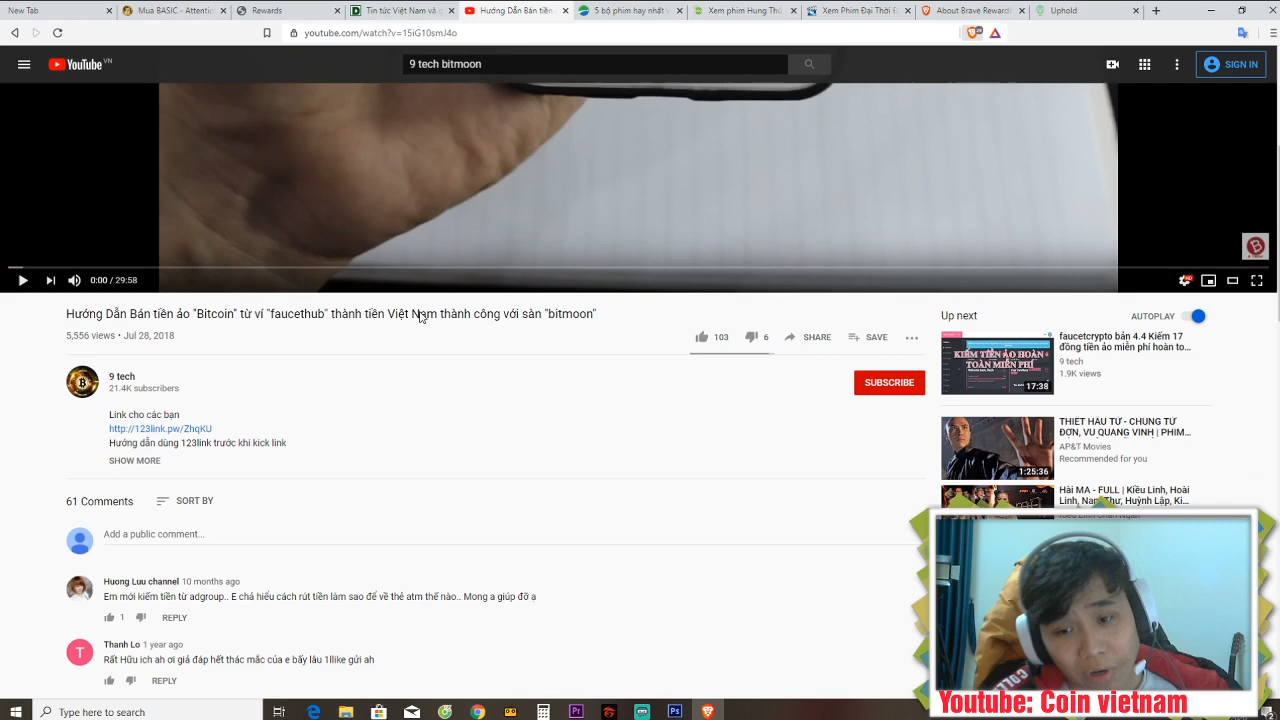 New Tab
Mua BASIC - Attentio
Rewards
Tin tức Việt Nam và q
Hướng Dẫn Bán tiền
5 bộ phim hay nhất v
Xem phim Hung Thủ
Xem Phim Đại Thời Đ
About Brave Rewards
Uphold
youtube.com/watch?v=15iG10smJ4o
YouTube VN
9 tech bitmoon
SIGN IN
0:00 / 29:58
Hướng Dẫn Bán tiền ảo "Bitcoin" từ ví "faucethub" thành tiền Việt Nam thành công với sàn "bitmoon"
5,556 views • Jul 28, 2018
103
6
SHARE
SAVE
9 tech
21.4K subscribers
SUBSCRIBE
Link cho các bạn
http://123link.pw/ZhqKU
Hướng dẫn dùng 123link trước khi kick link
SHOW MORE
61 Comments
SORT BY
Add a public comment...
Huong Luu channel 10 months ago
Em mới kiếm tiền từ adgroup.. E chả hiểu cách rút tiền làm sao để về thẻ atm thế nào.. Mong a giúp đỡ ạ
1
REPLY
Thanh Lo 1 year ago
T
Rất Hữu ích ah ơi giả đáp hết thác mắc của e bấy lâu 1llike gửi ah
REPLY
Up next
AUTOPLAY
KIẾM TIỀN ẢO HOÀN
TOÀN MIỄN PHÍ
17:38
faucetcrypto bản 4.4 Kiếm 17
đồng tiền ảo miễn phí hoàn to...
9 tech
1.9K views
1:25:36
THIẾT HẦU TỬ - CHUNG TỬ
ĐƠN, VU QUANG VINH | PHIM...
AP&T Movies
Recommended for you
Hài MA - FULL | Kiều Linh, Hoài
Linh, Nam Thư, Huỳnh Lập, Ki...
Youtube: Coin vietnam
Type here to search